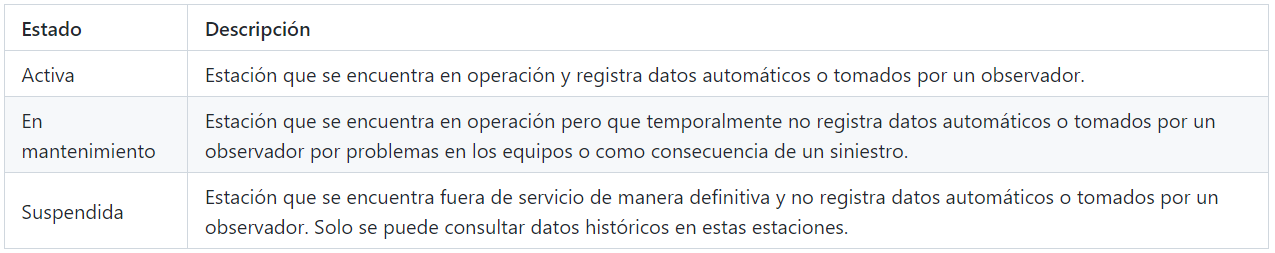 Estado Descripción
Activa Estación que se encuentra en operación y registra datos automáticos o tomados por un observador.
En mantenimiento Estación que se encuentra en operación pero que temporalmente no registra datos automáticos o tomados por un
observador por problemas en los equipos o como consecuencia de un siniestro.
Suspendida Estación que se encuentra fuera de servicio de manera definitiva y no registra datos automáticos o tomados por un
observador. Solo se puede consultar datos históricos en estas estaciones.